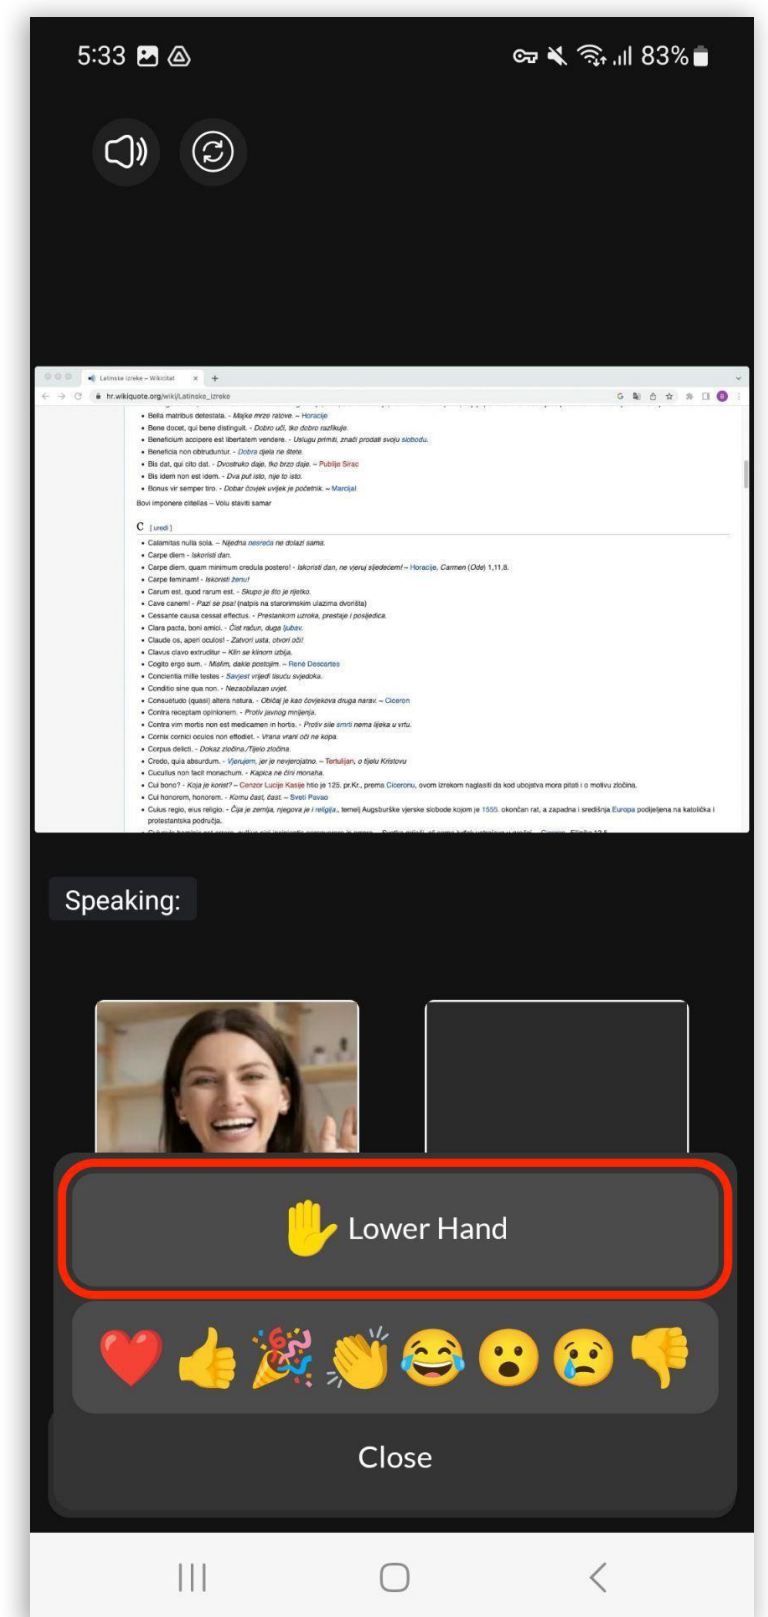 5:33
83%
Latinske izreke – Wikicitat
hr.wikiquote.org/wiki/Latinske_izreke
Bella matribus detestata. - Majke mrze ratove. ~ Horacije
Bene docet, qui bene distinguit. - Dobro uči, tko dobro razlikuje.
Beneficium accipere est libertatem vendere. - Uslugu primiti, znači prodati svoju slobodu.
Beneficia non obtruduntur. - Dobra djela ne štete.
Bis dat, qui cito dat. - Dvostruko daje, tko brzo daje. ~ Publije Sirac
Bis idem non est idem. - Dva put isto, nije to isto.
Bonus vir semper tiro. - Dobar čovjek uvijek je početnik. ~ Marcijal
Bovi imponere clitellas – Volu staviti samar
C [ uredi ]
Calamitas nulla sola. ~ Nijedna nesreća ne dolazi sama.
Carpe diem - Iskoristi dan.
Carpe diem, quam minimum credula postero! - Iskoristi dan, ne vjeruj sljedećem! ~ Horacije, Carmen (Ode) 1,11,8.
Carpe feminam! - Iskoristi ženu!
Carum est, quod rarum est. - Skupo je što je rijetko.
Cave canem! - Pazi se psa! (natpis na starorimskim ulazima dvorišta)
Cessante causa cessat effectus. - Prestankom uzroka, prestaje i posljedica.
Clara pacta, boni amici. - Čist račun, duga ljubav.
Claude os, aperi oculos! - Zatvori usta, otvori oči!
Clavus clavo extruditur ~ Klin se klinom izbija.
Cogito ergo sum. - Mislim, dakle postojim. ~ René Descartes
Concientia mille testes - Savjest vrijedi tisuću svjedoka.
Conditio sine qua non. - Nezaobilazan uvjet.
Consuetudo (quasi) altera natura. - Običaj je kao čovjekova druga narav. ~ Ciceron
Contra receptam opinionem. - Protiv javnog mnijenja.
Contra vim mortis non est medicamen in hortis. - Protiv sile smrti nema lijeka u vrtu.
Cornix cornici oculos non effodiet. - Vrana vrani oči ne kopa.
Corpus delicti. - Dokaz zločina./Tijelo zločina.
Credo, quia absurdum. - Vjerujem, jer je nevjerojatno. ~ Tertulijan, o tijelu Kristovu
Cucullus non facit monachum. - Kapica ne čini monaha.
Cui bono? - Koja je korist? ~ Cenzor Lucije Kasije htio je 125. pr.Kr., prema Ciceronu, ovom izrekom naglasiti da kod ubojstva mora pitati i o motivu zločina.
Cui honorem, honorem. - Komu čast, čast. ~ Sveti Pavao
Cuius regio, eius religio. - Čija je zemlja, njegova je i religija., temelj Augsburške vjerske slobode kojom je 1555. okončan rat, a zapadna i središnja Europa podijeljena na katolička i
protestantska područja.
Speaking:
Lower Hand
Close